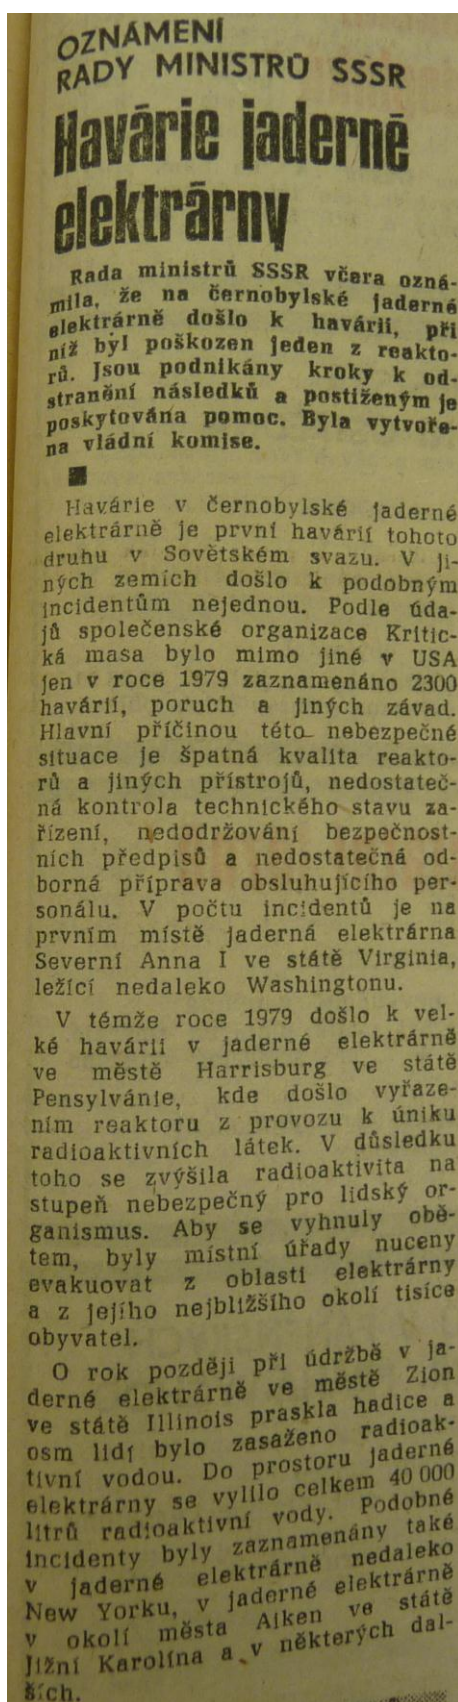 OZNÁMENÍ
RADY MINISTRŮ SSSR
Havárie jaderné
elektrárny
Rada ministrů SSSR včera ozná-
mila, že na černobylské jaderné
elektrárně došlo k havárii, při
níž byl poškozen jeden z reakto-
rů. Jsou podnikány kroky k od-
stranění následků a postiženým je
poskytována pomoc. Byla vytvoře-
na vládní komise.
Havárie v černobylské jaderné
elektrárně je první havárií tohoto
druhu v Sovětském svazu. V ji-
ných zemích došlo k podobným
incidentům nejednou. Podle úda-
jů společenské organizace Kritic-
ká masa bylo mimo jiné v USA
jen v roce 1979 zaznamenáno 2300
havárií, poruch a jiných závad.
Hlavní příčinou této nebezpečné
situace je špatná kvalita reakto-
rů a jiných přístrojů, nedostateč-
ná kontrola technického stavu za-
řízení, nedodržování bezpečnost-
ních předpisů a nedostatečná od-
borná příprava obsluhujícího per-
sonálu. V počtu incidentů je na
prvním místě jaderná elektrárna
Severní Anna I ve státě Virginia,
ležící nedaleko Washingtonu.
V témže roce 1979 došlo k vel-
ké havárii v jaderné elektrárně
ve městě Harrisburg ve státě
Pensylvánie, kde došlo vyřaze-
ním reaktoru z provozu k úniku
radioaktivních látek. V důsledku
toho se zvýšila radioaktivita na
stupeň nebezpečný pro lidský or-
ganismus. Aby se vyhnuly obě-
tem, byly místní úřady nuceny
evakuovat z oblasti elektrárny
a z jejího nejbližšího okolí tisíce
obyvatel.
O rok později při údržbě v ja-
derné elektrárně ve městě Zion
ve státě Illinois praskla hadice a
osm lidí bylo zasaženo radioak-
tivní vodou. Do prostoru jaderné
elektrárny se vylilo celkem 40 000
litrů radioaktivní vody. Podobné
incidenty byly zaznamenány také
v jaderné elektrárně nedaleko
New Yorku, v jaderné elektrárně
v okolí města Aiken ve státě
Jižní Karolína a v některých dal-
ších.